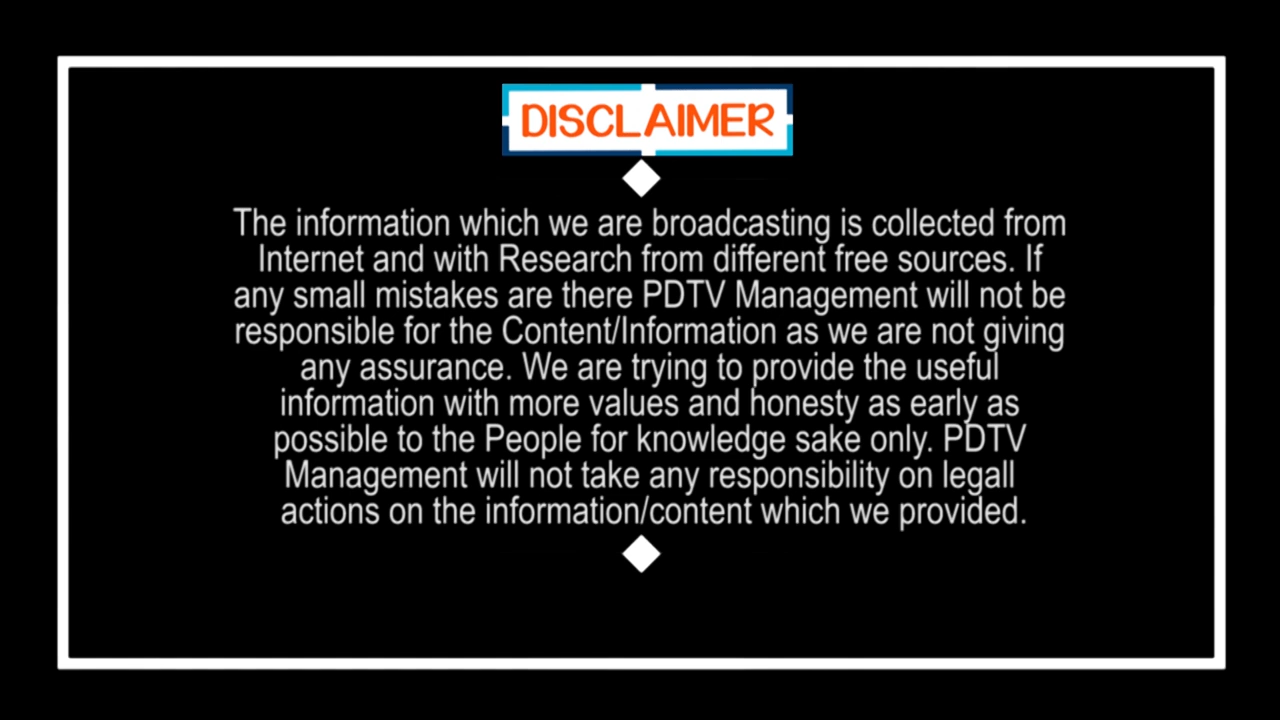 DISCLAIMER
The information which we are broadcasting is collected from
Internet and with Research from different free sources. If
any small mistakes are there PDTV Management will not be
responsible for the Content/Information as we are not giving
any assurance. We are trying to provide the useful
information with more values and honesty as early as
possible to the People for knowledge sake only. PDTV
Management will not take any responsibility on legall
actions on the information/content which we provided.